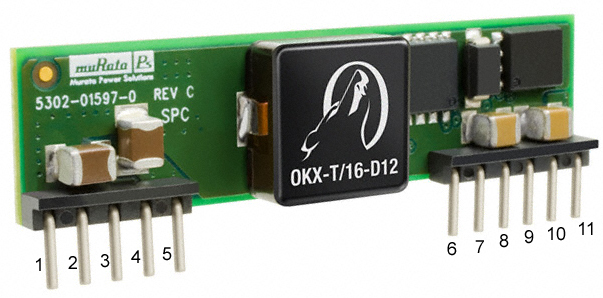 muRata Ps
Murata Power Solutions
5302-01597-0 REV C
SPC
OKX-T/16-D12
1 2 3 4 5
6 7 8 9 10 11